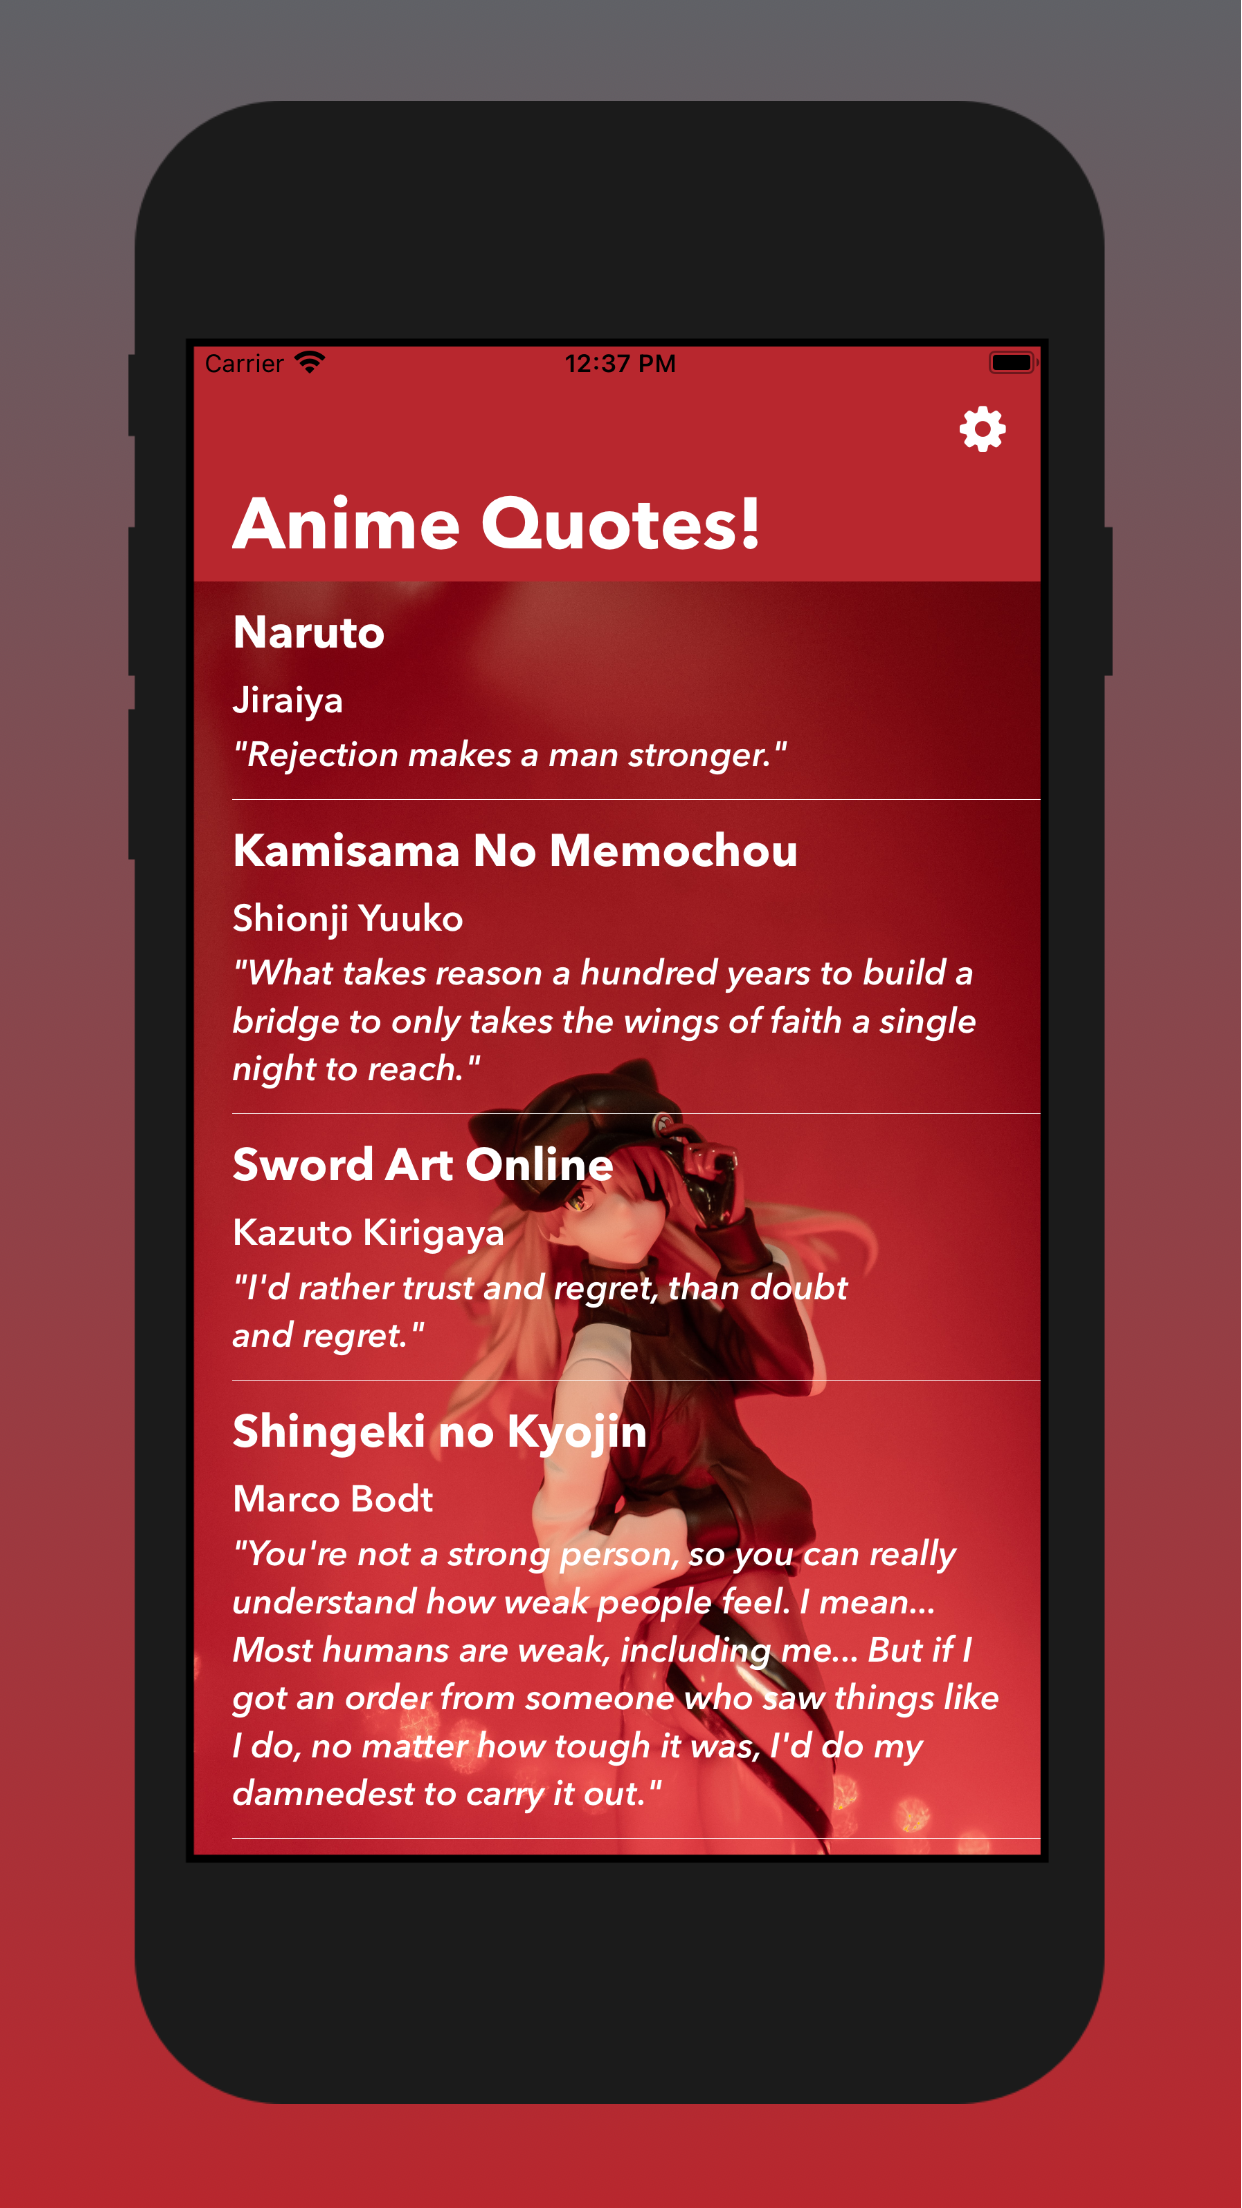 Carrier 12:37 PM
Anime Quotes!
Naruto
Jiraiya
"Rejection makes a man stronger."
Kamisama No Memochou
Shionji Yuuko
"What takes reason a hundred years to build a
bridge to only takes the wings of faith a single
night to reach."
Sword Art Online
Kazuto Kirigaya
"I'd rather trust and regret, than doubt
and regret."
Shingeki no Kyojin
Marco Bodt
"You're not a strong person, so you can really
understand how weak people feel. I mean...
Most humans are weak, including me... But if I
got an order from someone who saw things like
I do, no matter how tough it was, I'd do my
damnedest to carry it out."